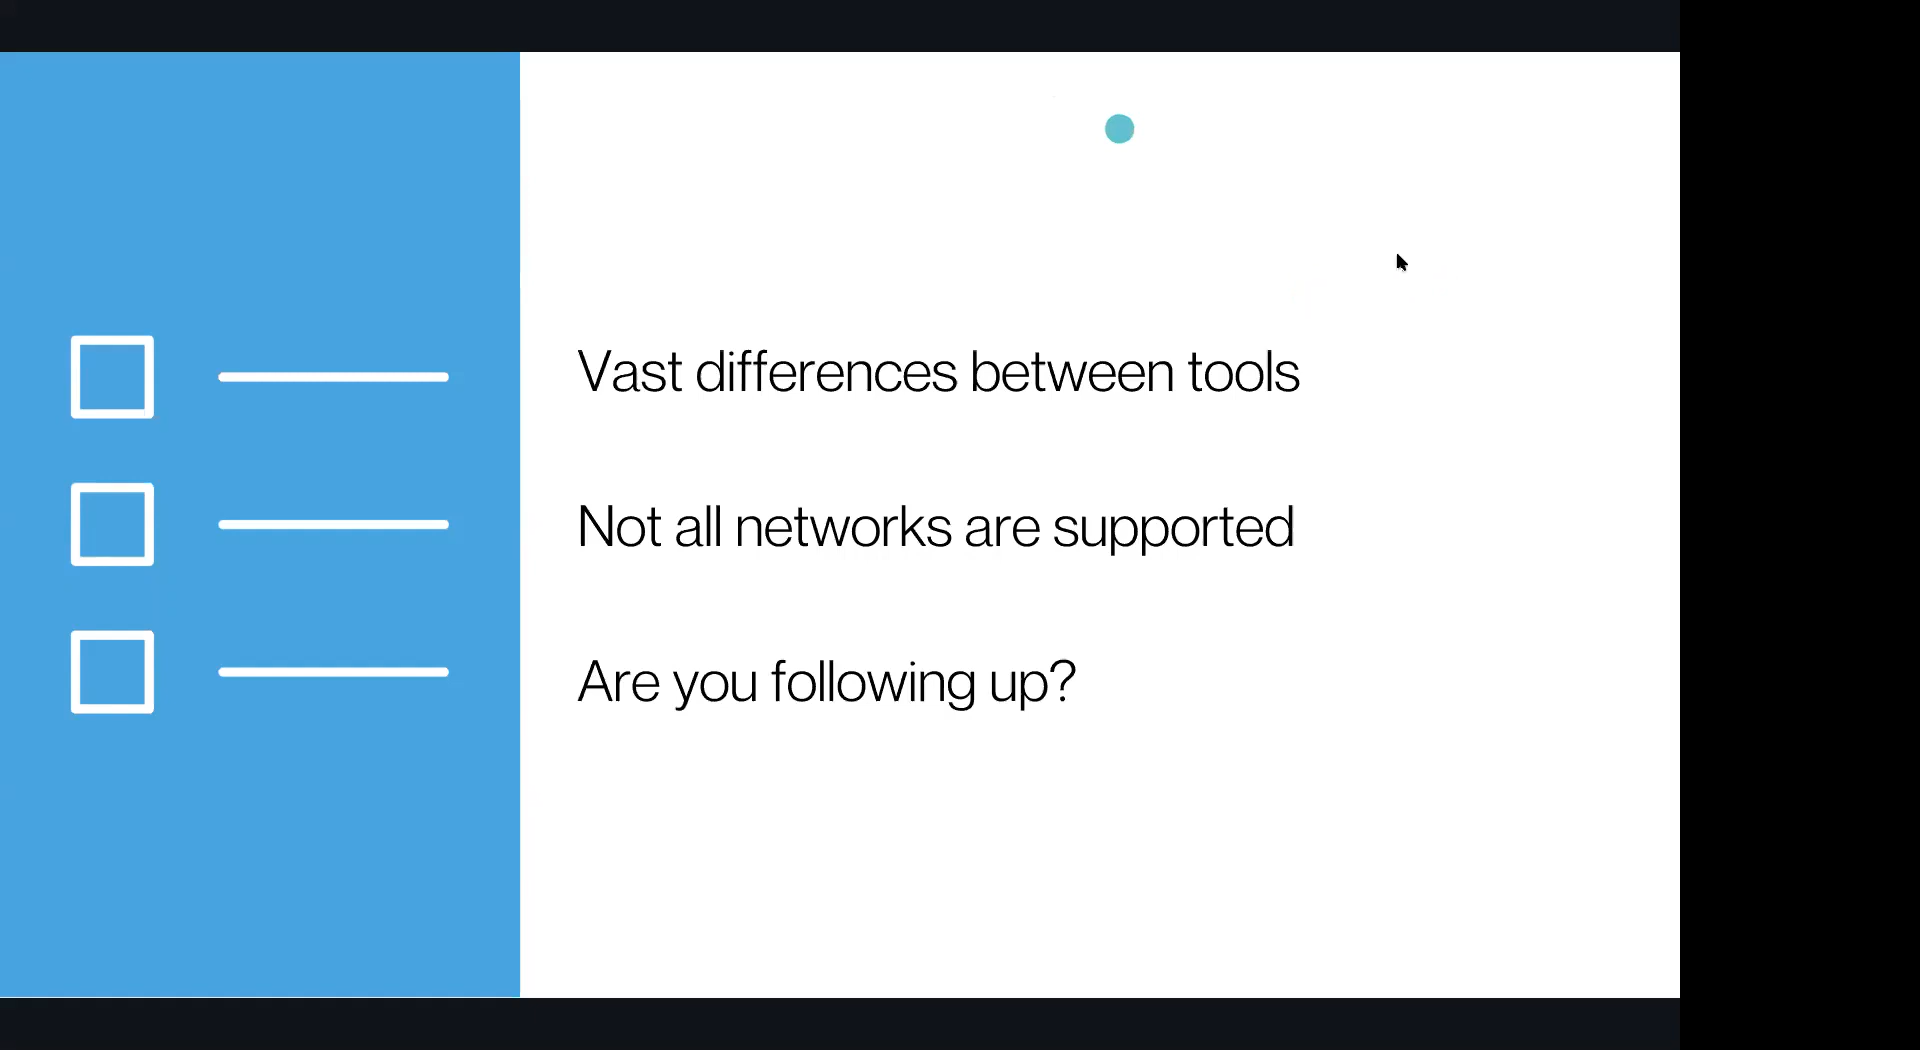 Vast differences between tools
Not all networks are supported
Are you following up?